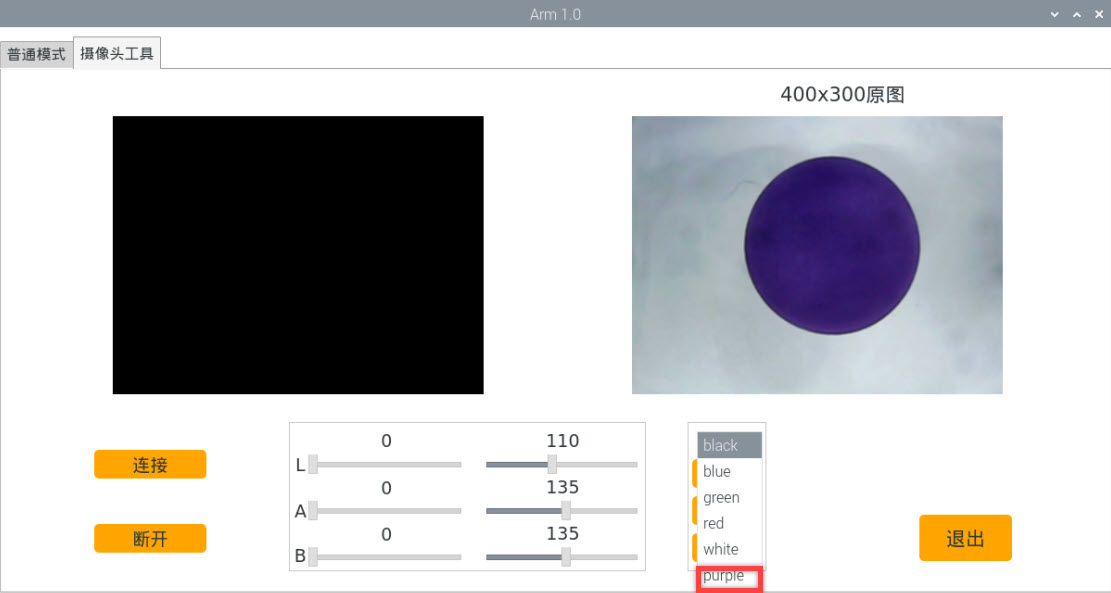 Arm 1.0
普通模式 摄像头工具
400x300原图
0 110
L
0 135
A
0 135
B
连接
断开
black
blue
green
red
white
purple
退出